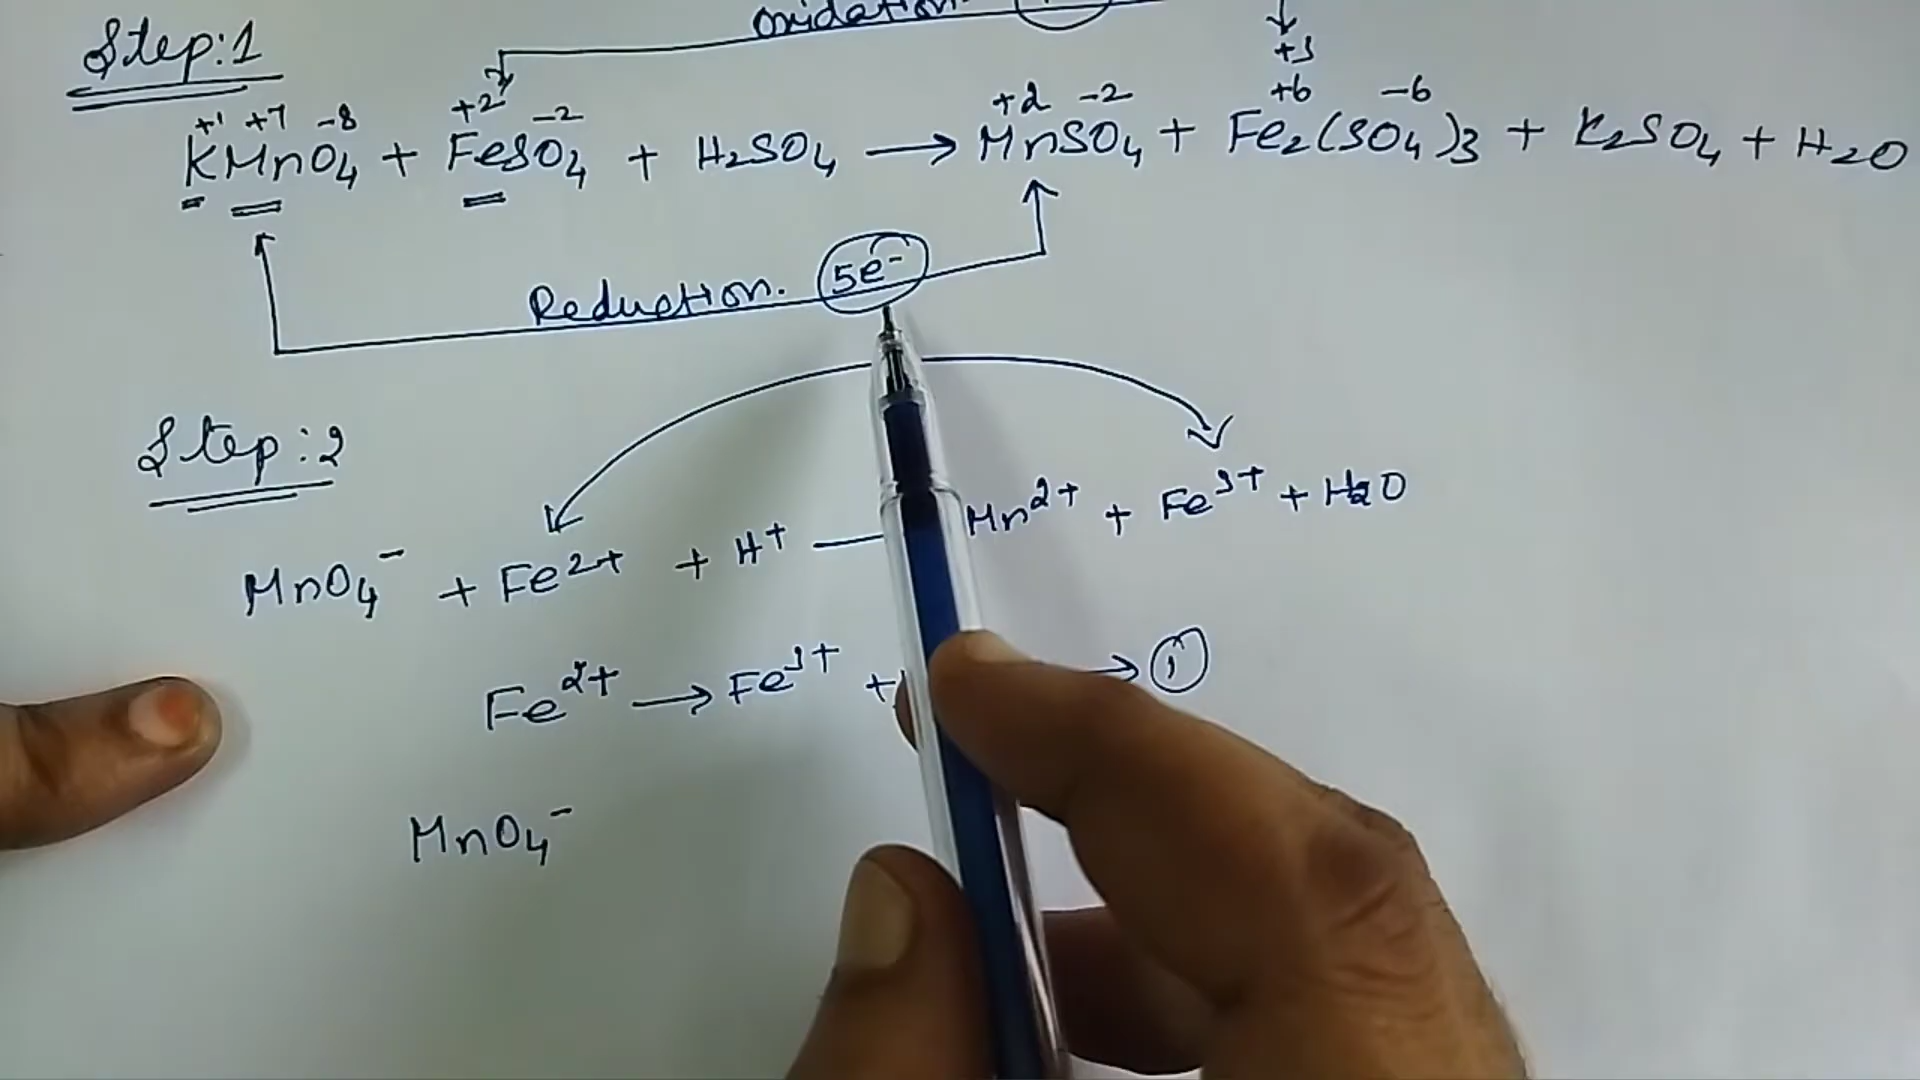 Oxidation.
Step:1
+3
+1 +7 -8 +2 -2 +2 -2 +6 -6
KMnO4 + FeSO4 + H2SO4 → MnSO4 + Fe2(SO4)3 + K2SO4 + H2O
Reduction. 5e-
Step:2
MnO4- + Fe2+ + H+ — Mn2+ + Fe3+ + H2O
Fe2+ → Fe3+ + → 1
MnO4-